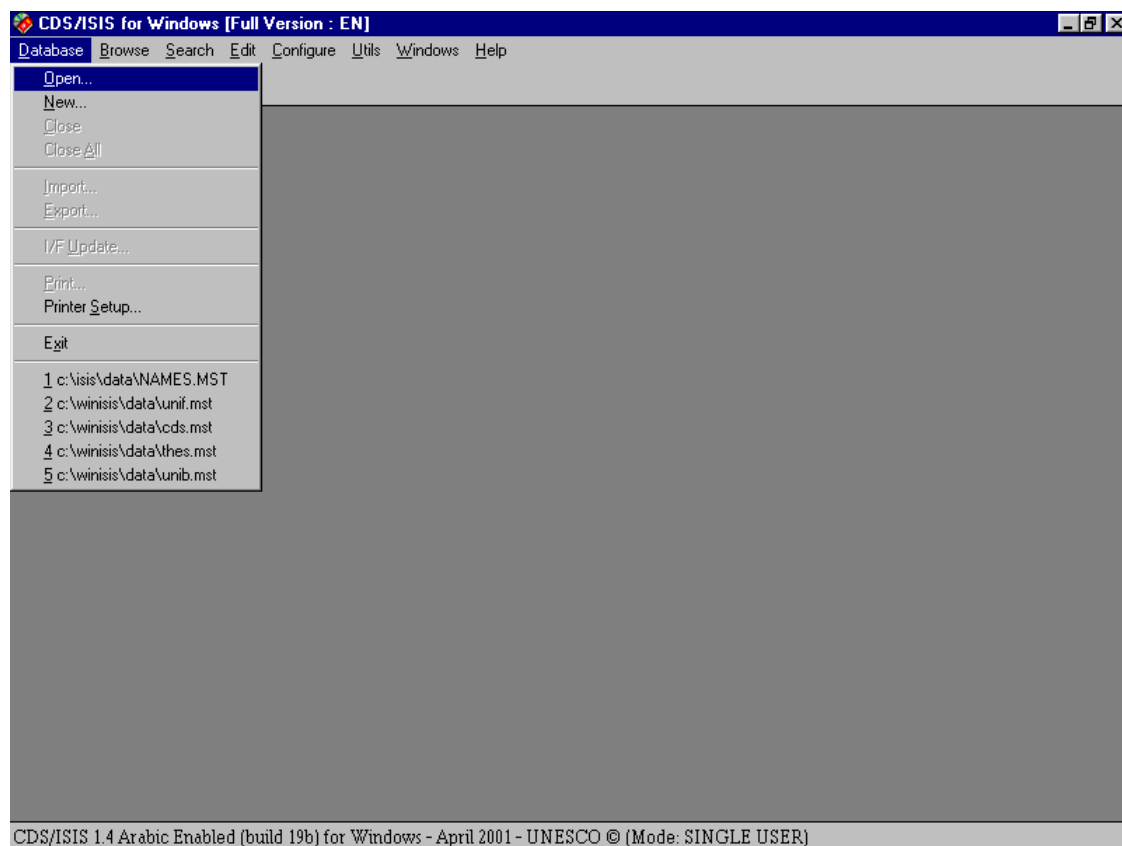 CDS/ISIS for Windows [Full Version : EN]
Database Browse Search Edit Configure Utils Windows Help
Open...
New...
Close
Close All
Import...
Export...
I/F Update...
Print...
Printer Setup...
Exit
1 c:\isis\data\NAMES.MST
2 c:\winisis\data\unif.mst
3 c:\winisis\data\cds.mst
4 c:\winisis\data\thes.mst
5 c:\winisis\data\unib.mst
CDS/ISIS 1.4 Arabic Enabled (build 19b) for Windows - April 2001 - UNESCO © (Mode: SINGLE USER)